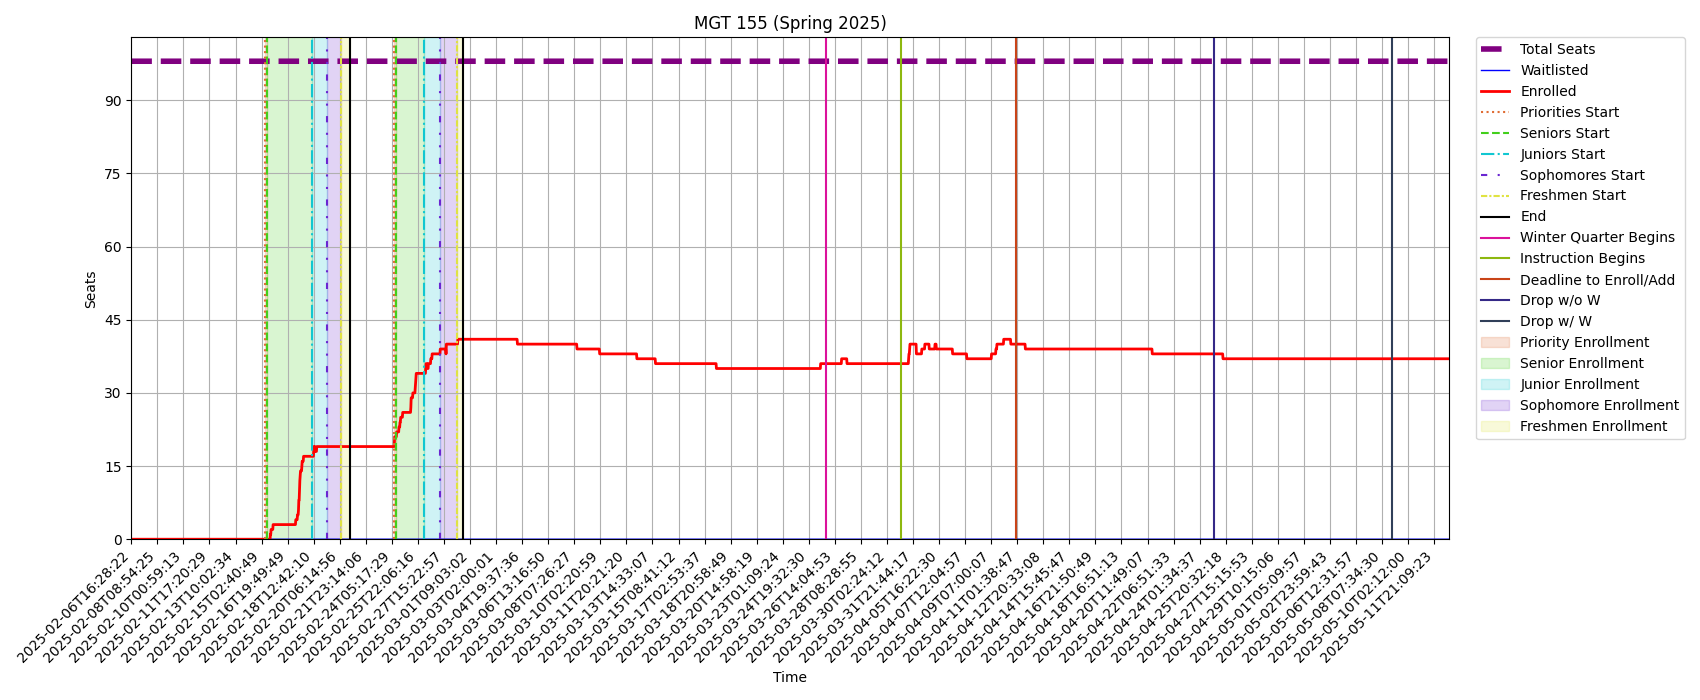 MGT 155 (Spring 2025)
Seats
90
75
60
45
30
15
0
2025-02-06T16:28:22
2025-02-08T08:54:25
2025-02-10T00:59:13
2025-02-11T17:20:29
2025-02-13T10:02:34
2025-02-15T02:40:49
2025-02-16T19:49:49
2025-02-18T12:42:10
2025-02-20T06:14:56
2025-02-21T23:14:06
2025-02-24T05:17:29
2025-02-25T22:06:16
2025-02-27T15:22:57
2025-03-01T09:03:02
2025-03-03T02:00:01
2025-03-04T19:37:36
2025-03-06T13:16:50
2025-03-08T07:26:27
2025-03-10T02:20:59
2025-03-11T20:21:20
2025-03-13T14:33:07
2025-03-15T08:41:12
2025-03-17T02:53:37
2025-03-18T20:58:49
2025-03-20T14:58:19
2025-03-23T01:09:24
2025-03-24T19:32:30
2025-03-26T14:04:53
2025-03-28T08:28:55
2025-03-30T02:24:12
2025-03-31T21:44:17
2025-04-05T16:22:30
2025-04-07T12:04:57
2025-04-09T07:00:07
2025-04-11T01:38:47
2025-04-12T20:33:08
2025-04-14T15:45:47
2025-04-16T21:50:49
2025-04-18T16:51:13
2025-04-20T11:49:07
2025-04-22T06:51:33
2025-04-24T01:34:37
2025-04-25T20:32:18
2025-04-27T15:15:53
2025-04-29T10:15:06
2025-05-01T05:09:57
2025-05-02T23:59:43
2025-05-06T12:31:57
2025-05-08T07:34:30
2025-05-10T02:12:00
2025-05-11T21:09:23
Time
Total Seats
Waitlisted
Enrolled
Priorities Start
Seniors Start
Juniors Start
Sophomores Start
Freshmen Start
End
Winter Quarter Begins
Instruction Begins
Deadline to Enroll/Add
Drop w/o W
Drop w/ W
Priority Enrollment
Senior Enrollment
Junior Enrollment
Sophomore Enrollment
Freshmen Enrollment